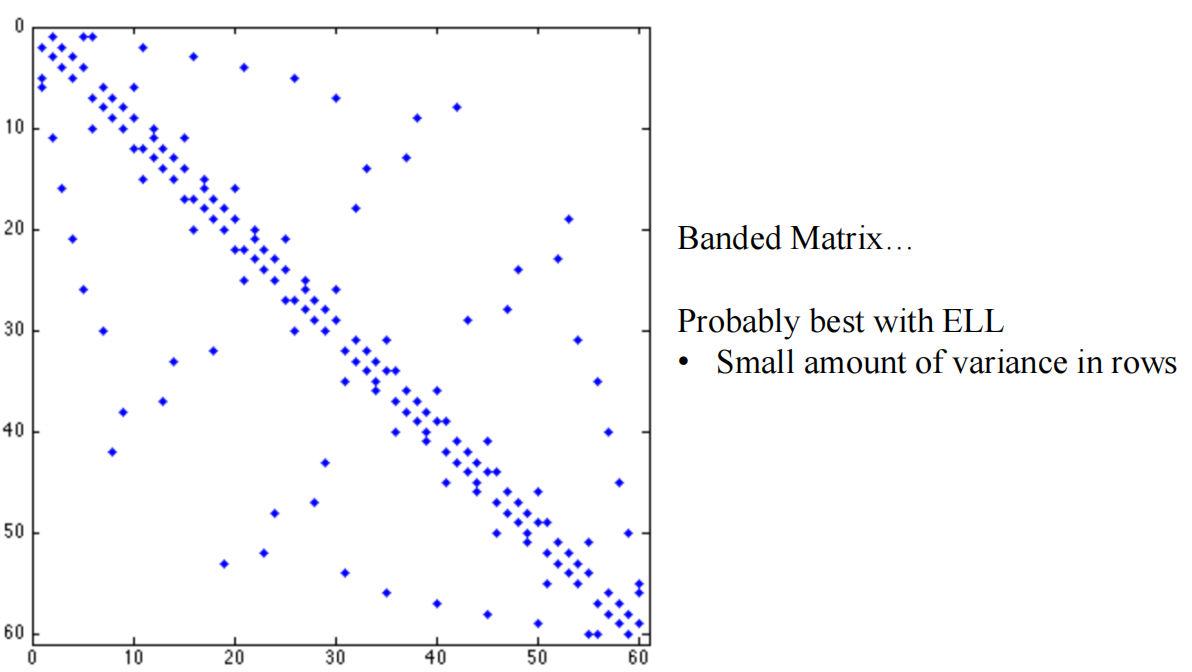 0
10
20
30
40
50
60
0 10 20 30 40 50 60
Banded Matrix…
Probably best with ELL
• Small amount of variance in rows